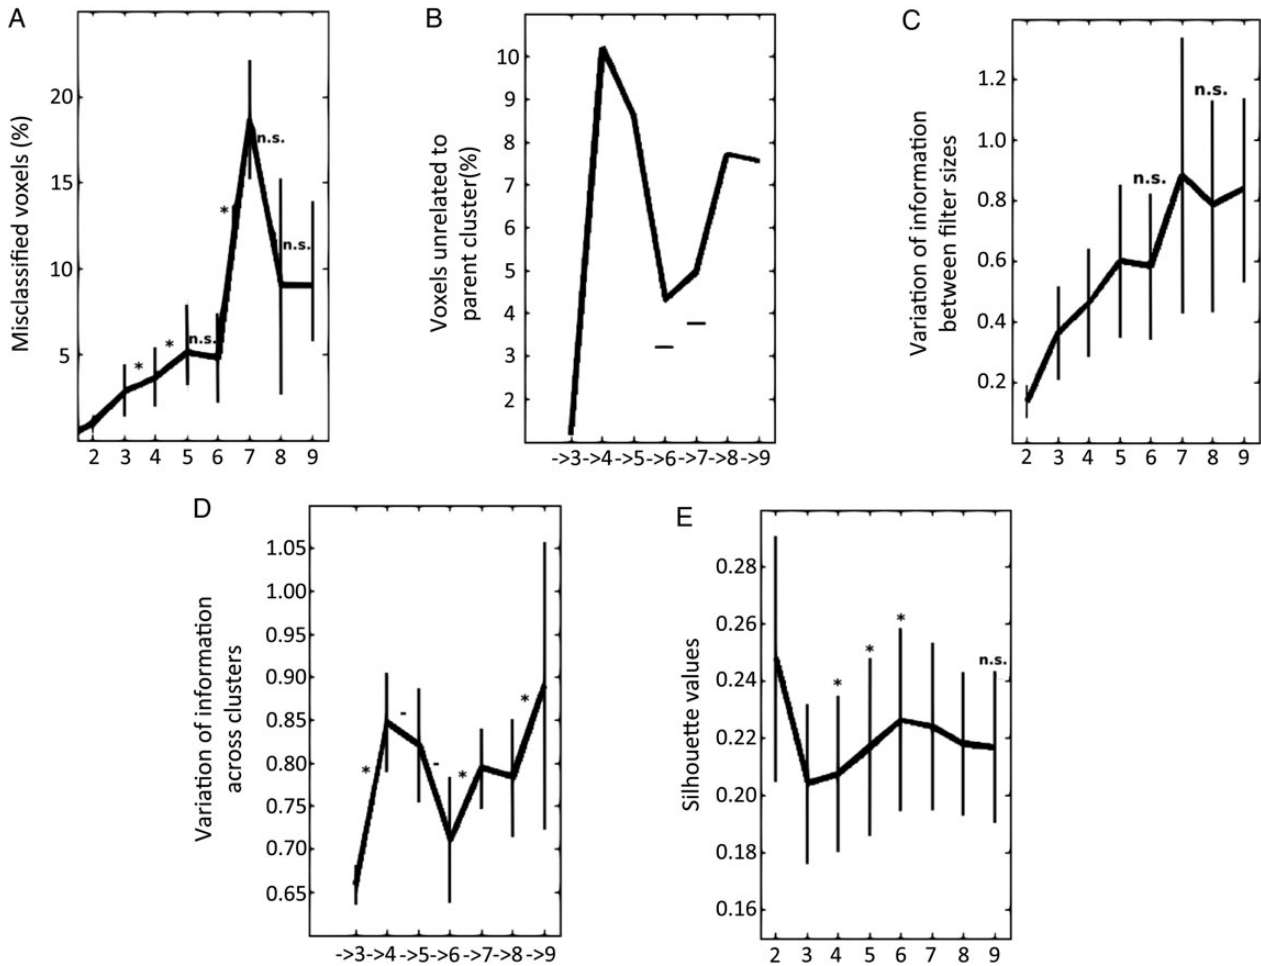 A
Misclassified voxels (%)
20
15
10
5
*
*
n.s.
*
n.s.
n.s.
2 3 4 5 6 7 8 9
B
Voxels unrelated to
parent cluster(%)
10
9
8
7
6
5
4
3
2
->3->4->5->6->7->8->9
C
Variation of information
between filter sizes
1.2
1.0
0.8
0.6
0.4
0.2
n.s.
n.s.
2 3 4 5 6 7 8 9
D
Variation of information
across clusters
1.05
1.00
0.95
0.90
0.85
0.80
0.75
0.70
0.65
*
-
-
*
*
->3->4->5->6->7->8->9
E
Silhouette values
0.28
0.26
0.24
0.22
0.20
0.18
0.16
*
*
*
n.s.
2 3 4 5 6 7 8 9